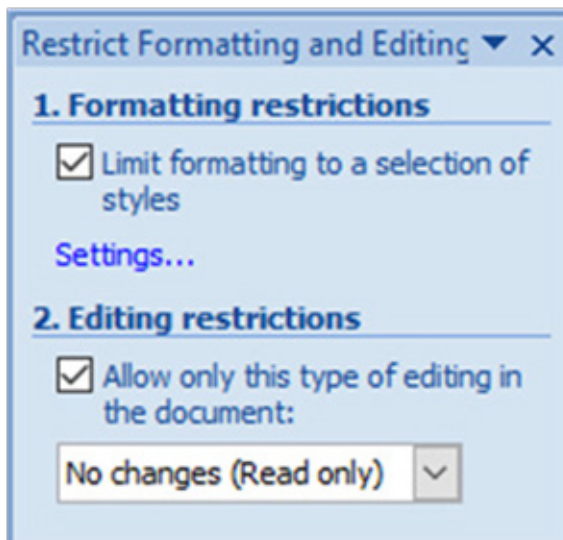 Restrict Formatting and Editing
1. Formatting restrictions
Limit formatting to a selection of
styles
Settings...
2. Editing restrictions
Allow only this type of editing in
the document:
No changes (Read only)